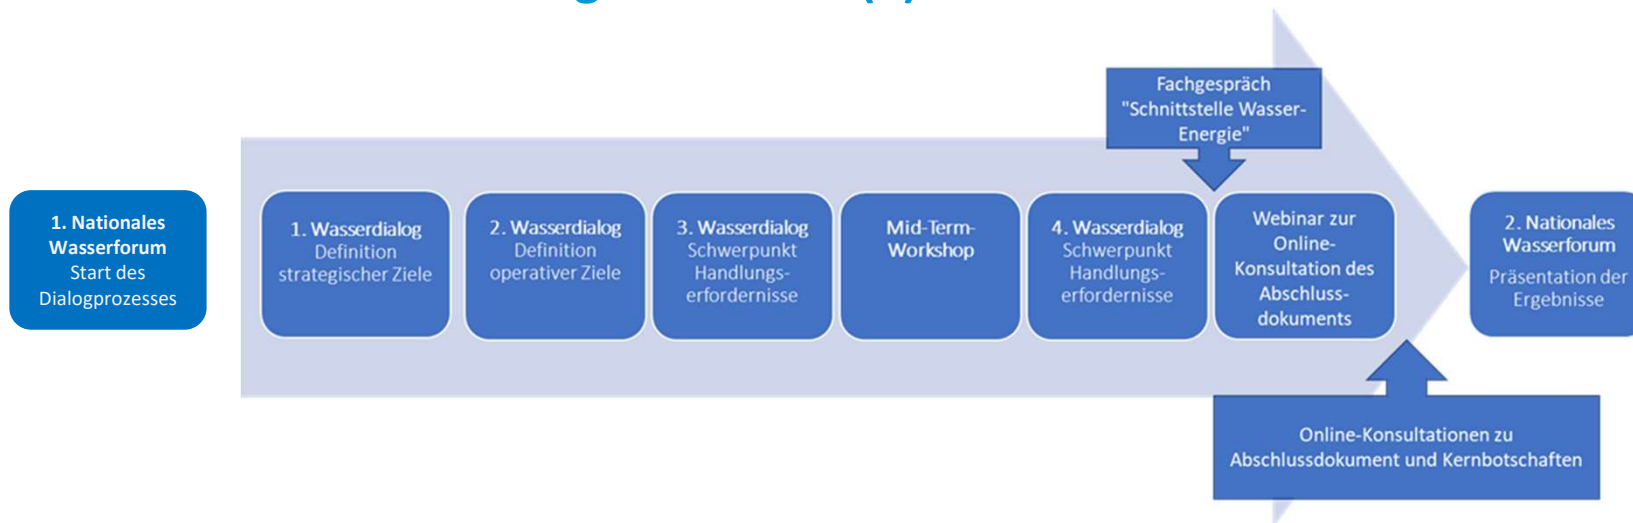 1. Nationales
Wasserforum
Start des
Dialogprozesses
1. Wasserdialog
Definition
strategischer Ziele
2. Wasserdialog
Definition
operativer Ziele
3. Wasserdialog
Schwerpunkt
Handlungs-
erfordernisse
Mid-Term-
Workshop
4. Wasserdialog
Schwerpunkt
Handlungs-
erfordernisse
Fachgespräch
"Schnittstelle Wasser-
Energie"
Webinar zur
Online-
Konsultation des
Abschluss-
dokuments
Online-Konsultationen zu
Abschlussdokument und Kernbotschaften
2. Nationales
Wasserforum
Präsentation der
Ergebnisse